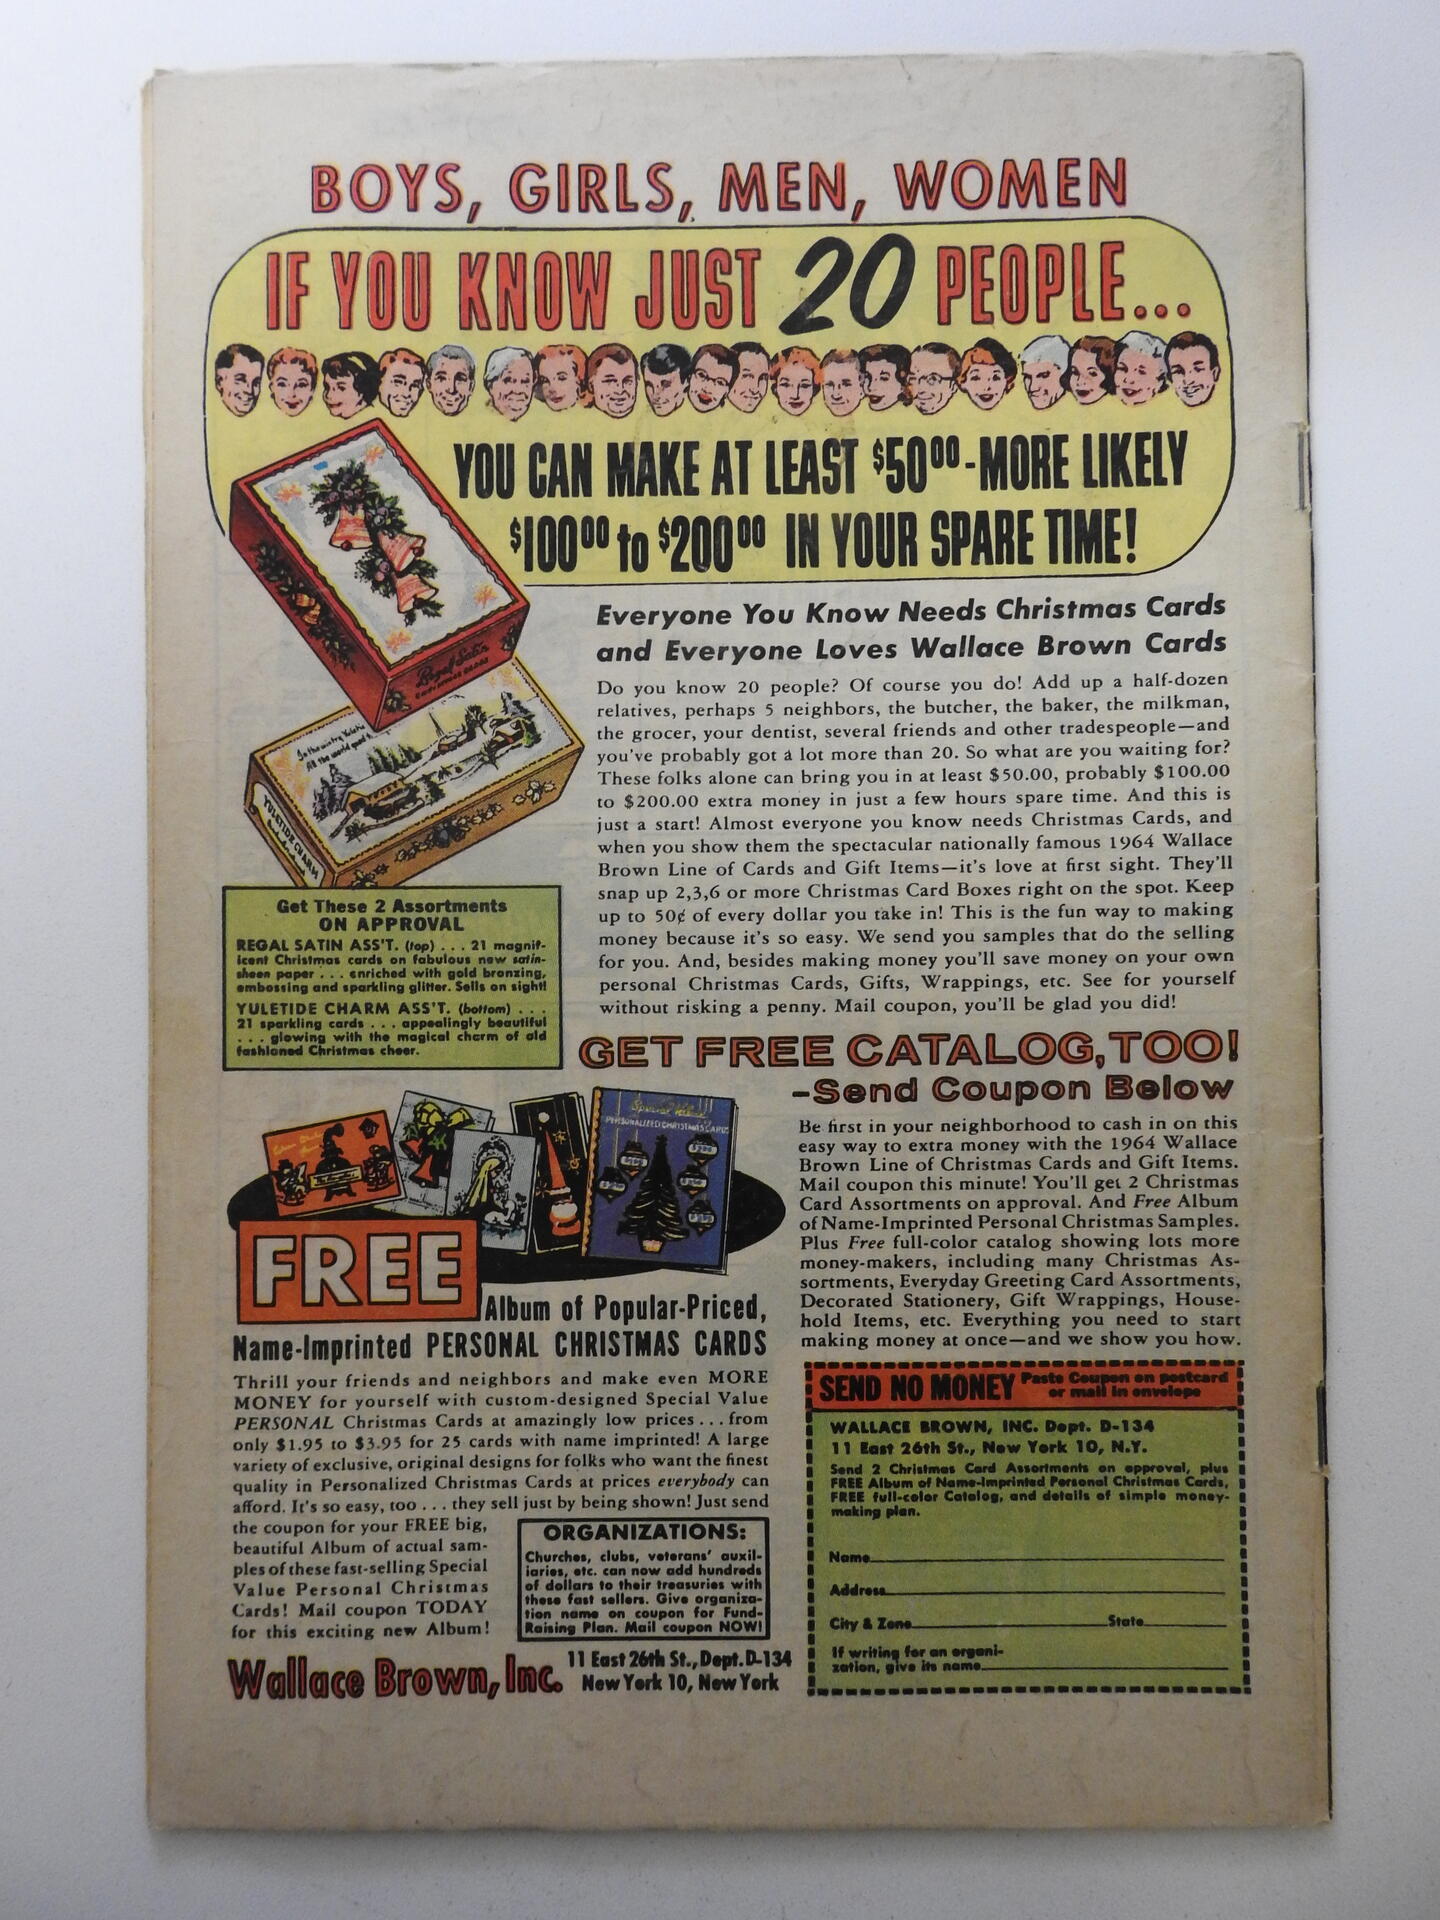 BOYS, GIRLS, MEN, WOMEN
IF YOU KNOW JUST 20 PEOPLE...
YOU CAN MAKE AT LEAST $50⁰⁰-MORE LIKELY
$100⁰⁰ to $200⁰⁰ IN YOUR SPARE TIME!
Regal Satin
CHRISTMAS CARDS
In the wintry Yuletide
All the world
YULETIDE CHARM
Everyone You Know Needs Christmas Cards
and Everyone Loves Wallace Brown Cards
Do you know 20 people? Of course you do! Add up a half-dozen
relatives, perhaps 5 neighbors, the butcher, the baker, the milkman,
the grocer, your dentist, several friends and other tradespeople—and
you've probably got a lot more than 20. So what are you waiting for?
These folks alone can bring you in at least $50.00, probably $100.00
to $200.00 extra money in just a few hours spare time. And this is
just a start! Almost everyone you know needs Christmas Cards, and
when you show them the spectacular nationally famous 1964 Wallace
Brown Line of Cards and Gift Items—it's love at first sight. They'll
snap up 2,3,6 or more Christmas Card Boxes right on the spot. Keep
up to 50¢ of every dollar you take in! This is the fun way to making
money because it's so easy. We send you samples that do the selling
for you. And, besides making money you'll save money on your own
personal Christmas Cards, Gifts, Wrappings, etc. See for yourself
without risking a penny. Mail coupon, you'll be glad you did!
Get These 2 Assortments
ON APPROVAL
REGAL SATIN ASS'T. (top) . . . 21 magnif-
icent Christmas cards on fabulous new satin-
sheen paper . . . enriched with gold bronzing,
embossing and sparkling glitter. Sells on sight!
YULETIDE CHARM ASS'T. (bottom) . . .
21 sparkling cards . . . appealingly beautiful
. . . glowing with the magical charm of old
fashioned Christmas cheer.
GET FREE CATALOG, TOO!
–Send Coupon Below
Special Value
PERSONALIZED CHRISTMAS CARDS
Be first in your neighborhood to cash in on this
easy way to extra money with the 1964 Wallace
Brown Line of Christmas Cards and Gift Items.
Mail coupon this minute! You'll get 2 Christmas
Card Assortments on approval. And Free Album
of Name-Imprinted Personal Christmas Samples.
Plus Free full-color catalog showing lots more
money-makers, including many Christmas As-
sortments, Everyday Greeting Card Assortments,
Decorated Stationery, Gift Wrappings, House-
hold Items, etc. Everything you need to start
making money at once—and we show you how.
FREE
Album of Popular-Priced,
Name-Imprinted PERSONAL CHRISTMAS CARDS
Thrill your friends and neighbors and make even MORE
MONEY for yourself with custom-designed Special Value
PERSONAL Christmas Cards at amazingly low prices . . . from
only $1.95 to $3.95 for 25 cards with name imprinted! A large
variety of exclusive, original designs for folks who want the finest
quality in Personalized Christmas Cards at prices everybody can
afford. It's so easy, too . . . they sell just by being shown! Just send
the coupon for your FREE big,
beautiful Album of actual sam-
ples of these fast-selling Special
Value Personal Christmas
Cards! Mail coupon TODAY
for this exciting new Album!
ORGANIZATIONS:
Churches, clubs, veterans' auxil-
iaries, etc. can now add hundreds
of dollars to their treasuries with
these fast sellers. Give organiza-
tion name on coupon for Fund-
Raising Plan. Mail coupon NOW!
Wallace Brown, Inc.
11 East 26th St., Dept. D-134
New York 10, New York
SEND NO MONEY
Paste Coupon on postcard
or mail in envelope
WALLACE BROWN, INC. Dept. D-134
11 East 26th St., New York 10, N.Y.
Send 2 Christmas Card Assortments on approval, plus
FREE Album of Name-Imprinted Personal Christmas Cards,
FREE full-color Catalog, and details of simple money-
making plan.
Name
Address
City & Zone State
If writing for an organi-
zation, give its name